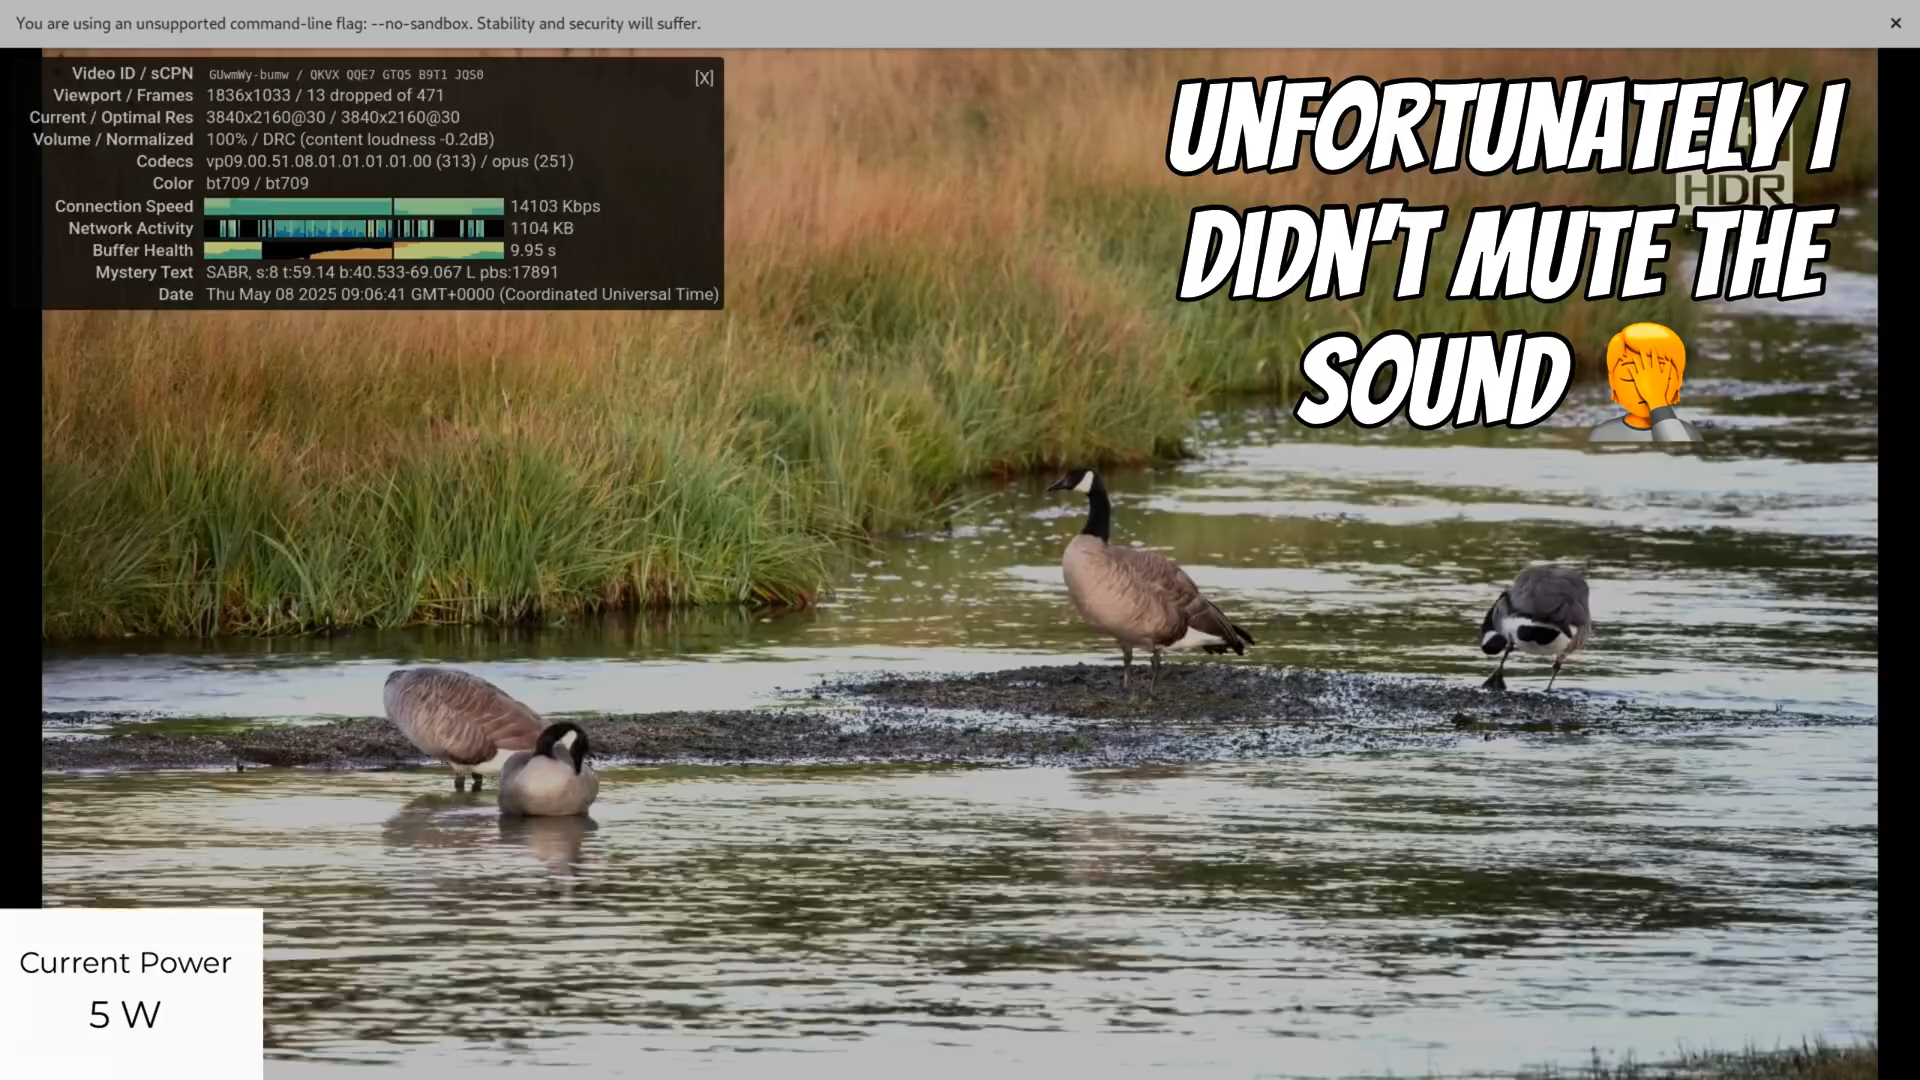 You are using an unsupported command-line flag: --no-sandbox. Stability and security will suffer.
Video ID / sCPN GUwmWy-bumw / QKVX QQE7 GTQ5 B9T1 JQS0 [X]
Viewport / Frames 1836x1033 / 13 dropped of 471
Current / Optimal Res 3840x2160@30 / 3840x2160@30
Volume / Normalized 100% / DRC (content loudness -0.2dB)
Codecs vp09.00.51.08.01.01.01.01.00 (313) / opus (251)
Color bt709 / bt709
Connection Speed 14103 Kbps
Network Activity 1104 KB
Buffer Health 9.95 s
Mystery Text SABR, s:8 t:59.14 b:40.533-69.067 L pbs:17891
Date Thu May 08 2025 09:06:41 GMT+0000 (Coordinated Universal Time)
UNFORTUNATELY I
DIDN'T MUTE THE
SOUND 🤦
HDR
Current Power
5 W